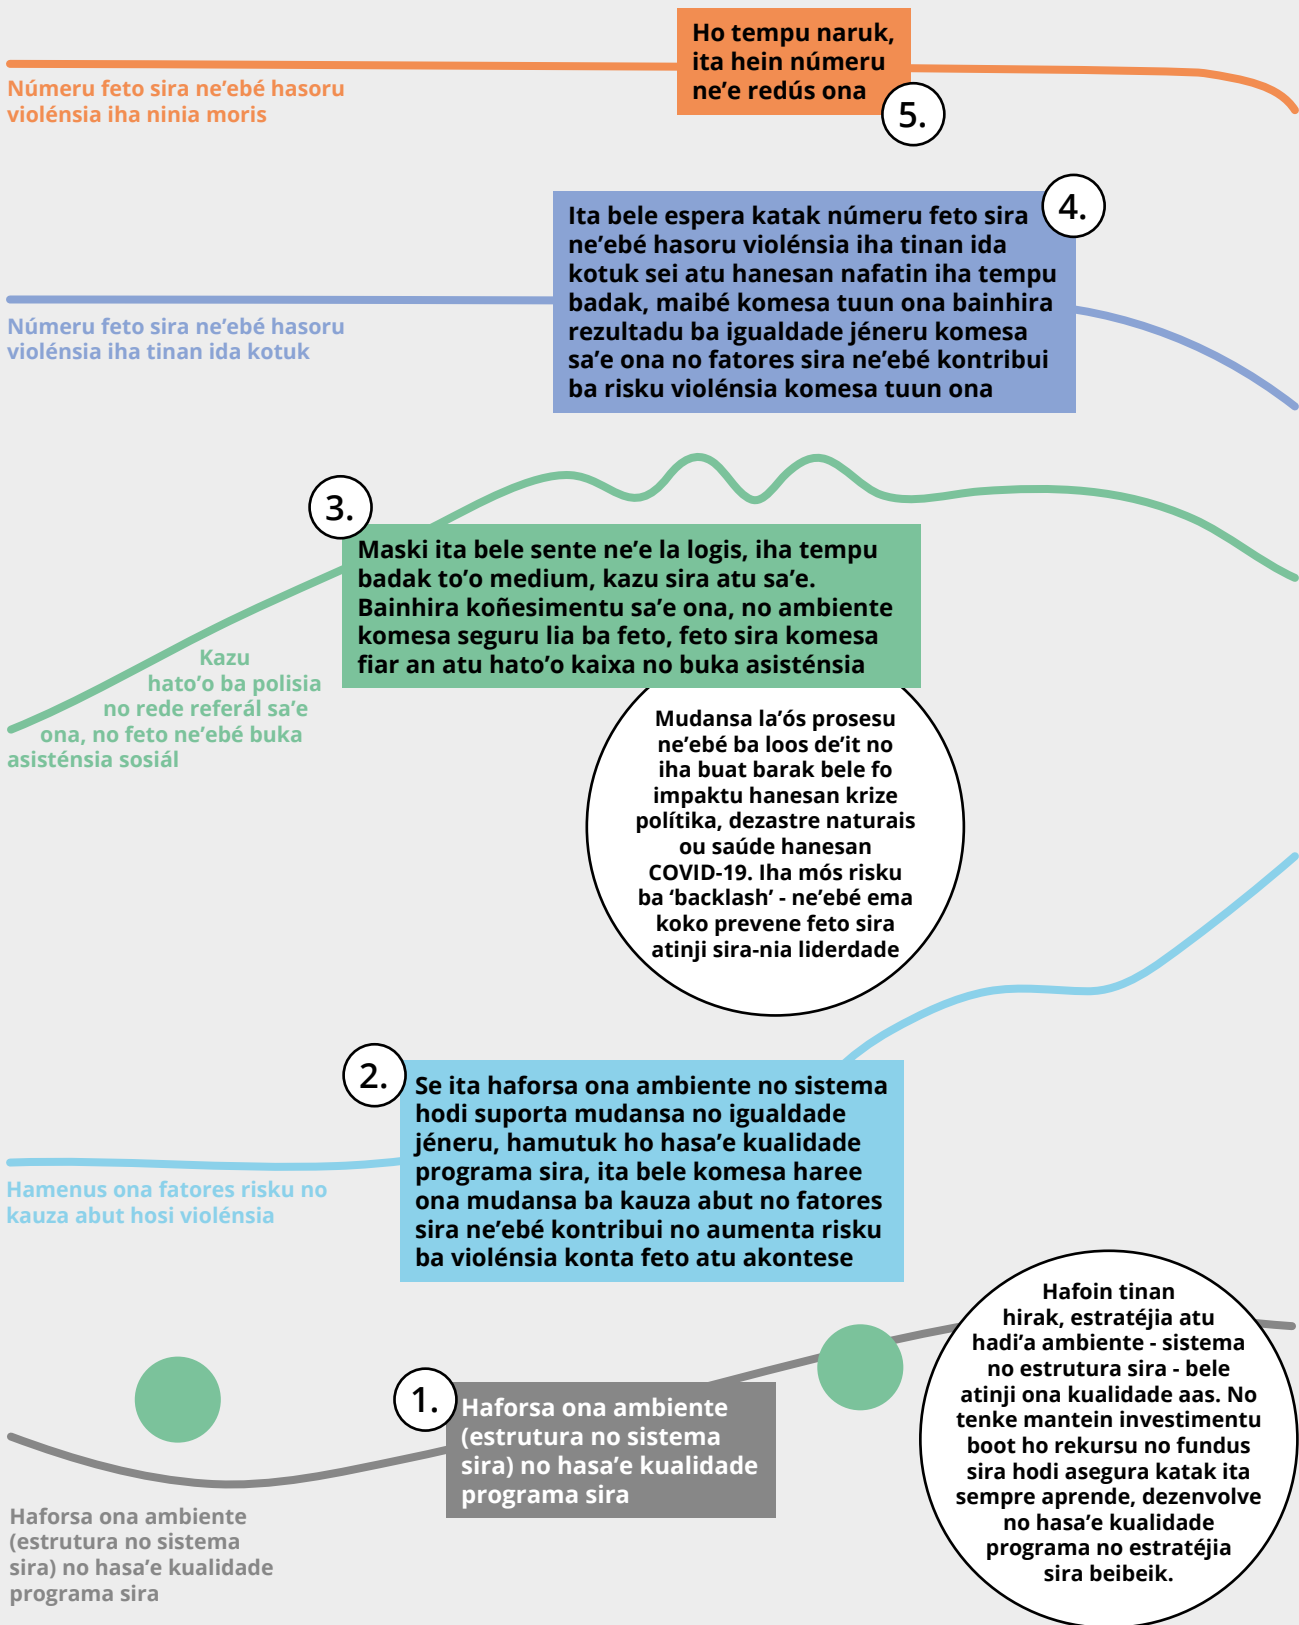 Ho tempu naruk,
ita hein númeru
ne’e redús ona
5.
Númeru feto sira ne’ebé hasoru
violénsia iha ninia moris
4.
Ita bele espera katak númeru feto sira
ne’ebé hasoru violénsia iha tinan ida
kotuk sei atu hanesan nafatin iha tempu
badak, maibé komesa tuun ona bainhira
rezultadu ba igualdade jéneru komesa
sa’e ona no fatores sira ne’ebé kontribui
ba risku violénsia komesa tuun ona
Númeru feto sira ne’ebé hasoru
violénsia iha tinan ida kotuk
3.
Maski ita bele sente ne’e la logis, iha tempu
badak to’o medium, kazu sira atu sa’e.
Bainhira koñesimentu sa’e ona, no ambiente
komesa seguru lia ba feto, feto sira komesa
fiar an atu hato’o kaixa no buka asisténsia
Kazu
hato’o ba polisia
no rede referál sa’e
ona, no feto ne’ebé buka
asisténsia sosiál
Mudansa la’ós prosesu
ne’ebé ba loos de’it no
iha buat barak bele fo
impaktu hanesan krize
polítika, dezastre naturais
ou saúde hanesan
COVID-19. Iha mós risku
ba ‘backlash’ - ne’ebé ema
koko prevene feto sira
atinji sira-nia liderdade
2.
Se ita haforsa ona ambiente no sistema
hodi suporta mudansa no igualdade
jéneru, hamutuk ho hasa’e kualidade
programa sira, ita bele komesa haree
ona mudansa ba kauza abut no fatores
sira ne’ebé kontribui no aumenta risku
ba violénsia konta feto atu akontese
Hamenus ona fatores risku no
kauza abut hosi violénsia
1.
Haforsa ona ambiente
(estrutura no sistema
sira) no hasa’e kualidade
programa sira
Hafoin tinan
hirak, estratéjia atu
hadi’a ambiente - sistema
no estrutura sira - bele
atinji ona kualidade aas. No
tenke mantein investimentu
boot ho rekursu no fundus
sira hodi asegura katak ita
sempre aprende, dezenvolve
no hasa’e kualidade
programa no estratéjia
sira beibeik.
Haforsa ona ambiente
(estrutura no sistema
sira) no hasa’e kualidade
programa sira